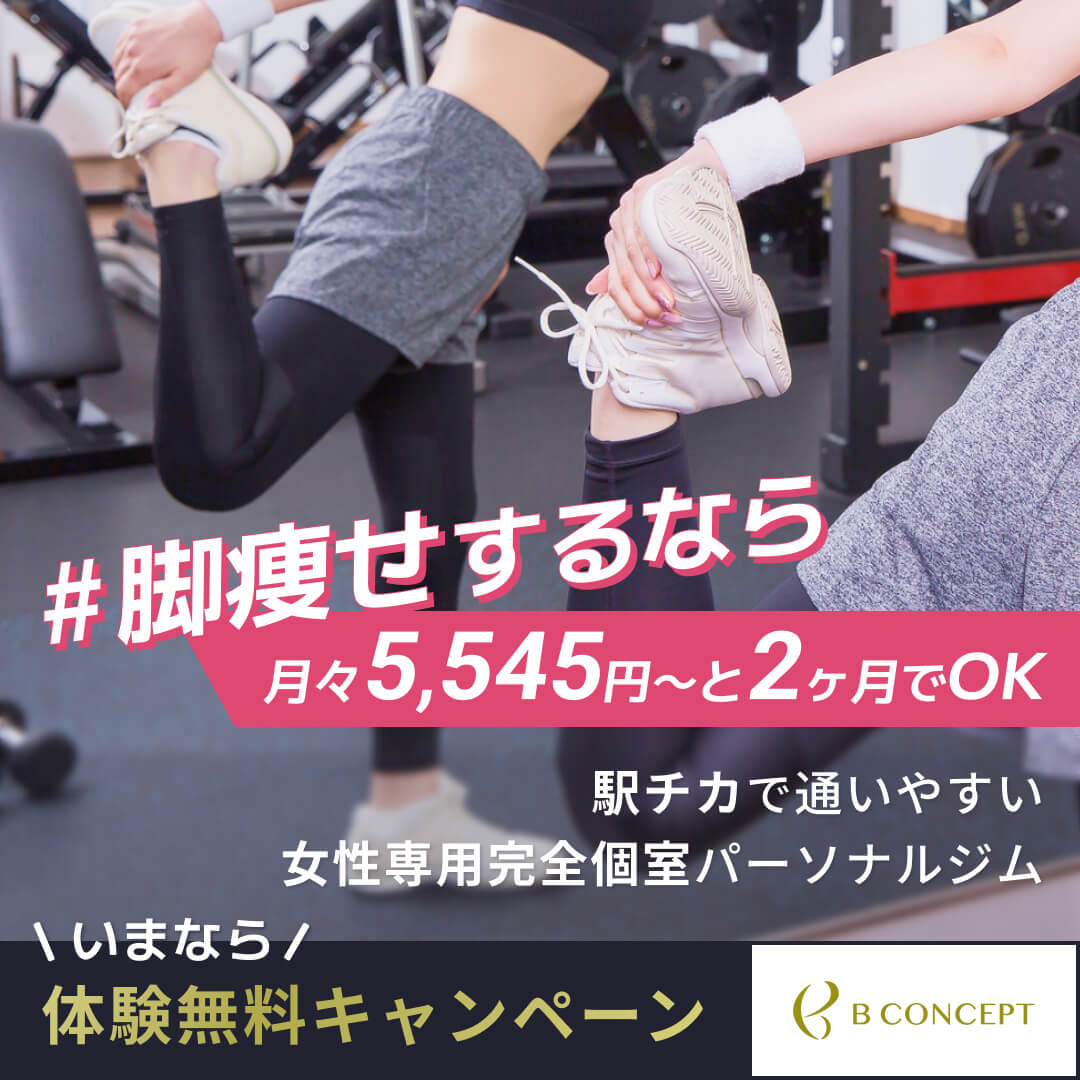 #脚痩せするなら
月々5,545円～と2ヶ月でOK
駅チカで通いやすい
女性専用完全個室パーソナルジム
\いまなら/
体験無料キャンペーン
B CONCEPT